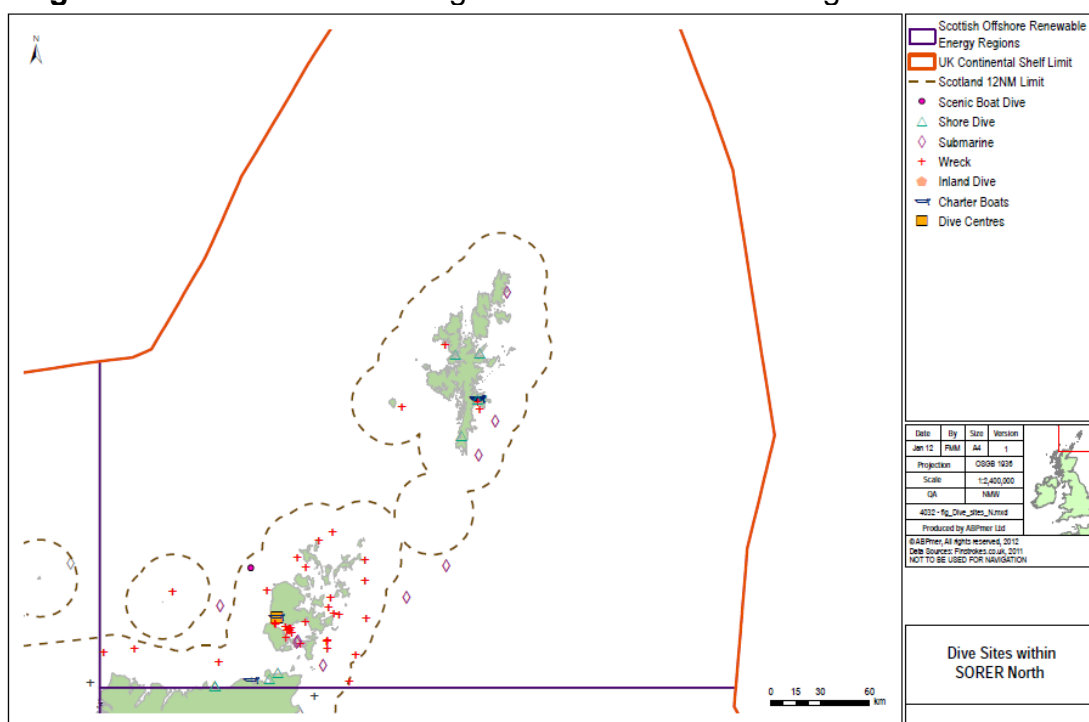 N
Scottish Offshore Renewable
Energy Regions
UK Continental Shelf Limit
Scotland 12NM Limit
Scenic Boat Dive
Shore Dive
Submarine
Wreck
Inland Dive
Charter Boats
Dive Centres
Date By Size Version
Jan 12 FMM A4 1
Projection OSGB 1936
Scale 1:2,400,000
QA NMW
4032 - fig_Dive_sites_N.mxd
Produced by ABPmer Ltd
©ABPmer, All rights reserved, 2012
Data Sources: Finstrokes.co.uk, 2011
NOT TO BE USED FOR NAVIGATION
Dive Sites within
SORER North
0 15 30 60
km